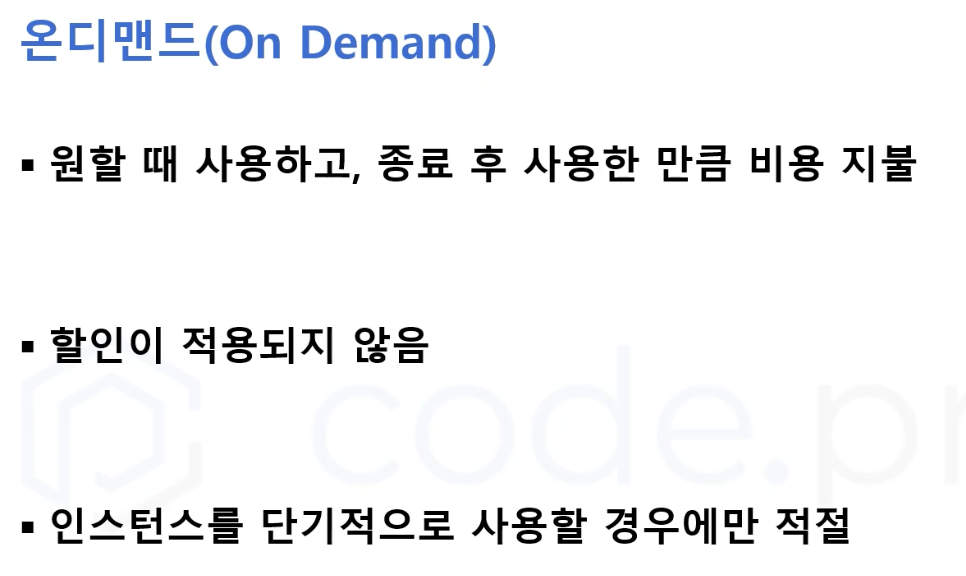 온디맨드(On Demand)
▪ 원할 때 사용하고, 종료 후 사용한 만큼 비용 지불
▪ 할인이 적용되지 않음
code.pr
▪ 인스턴스를 단기적으로 사용할 경우에만 적절